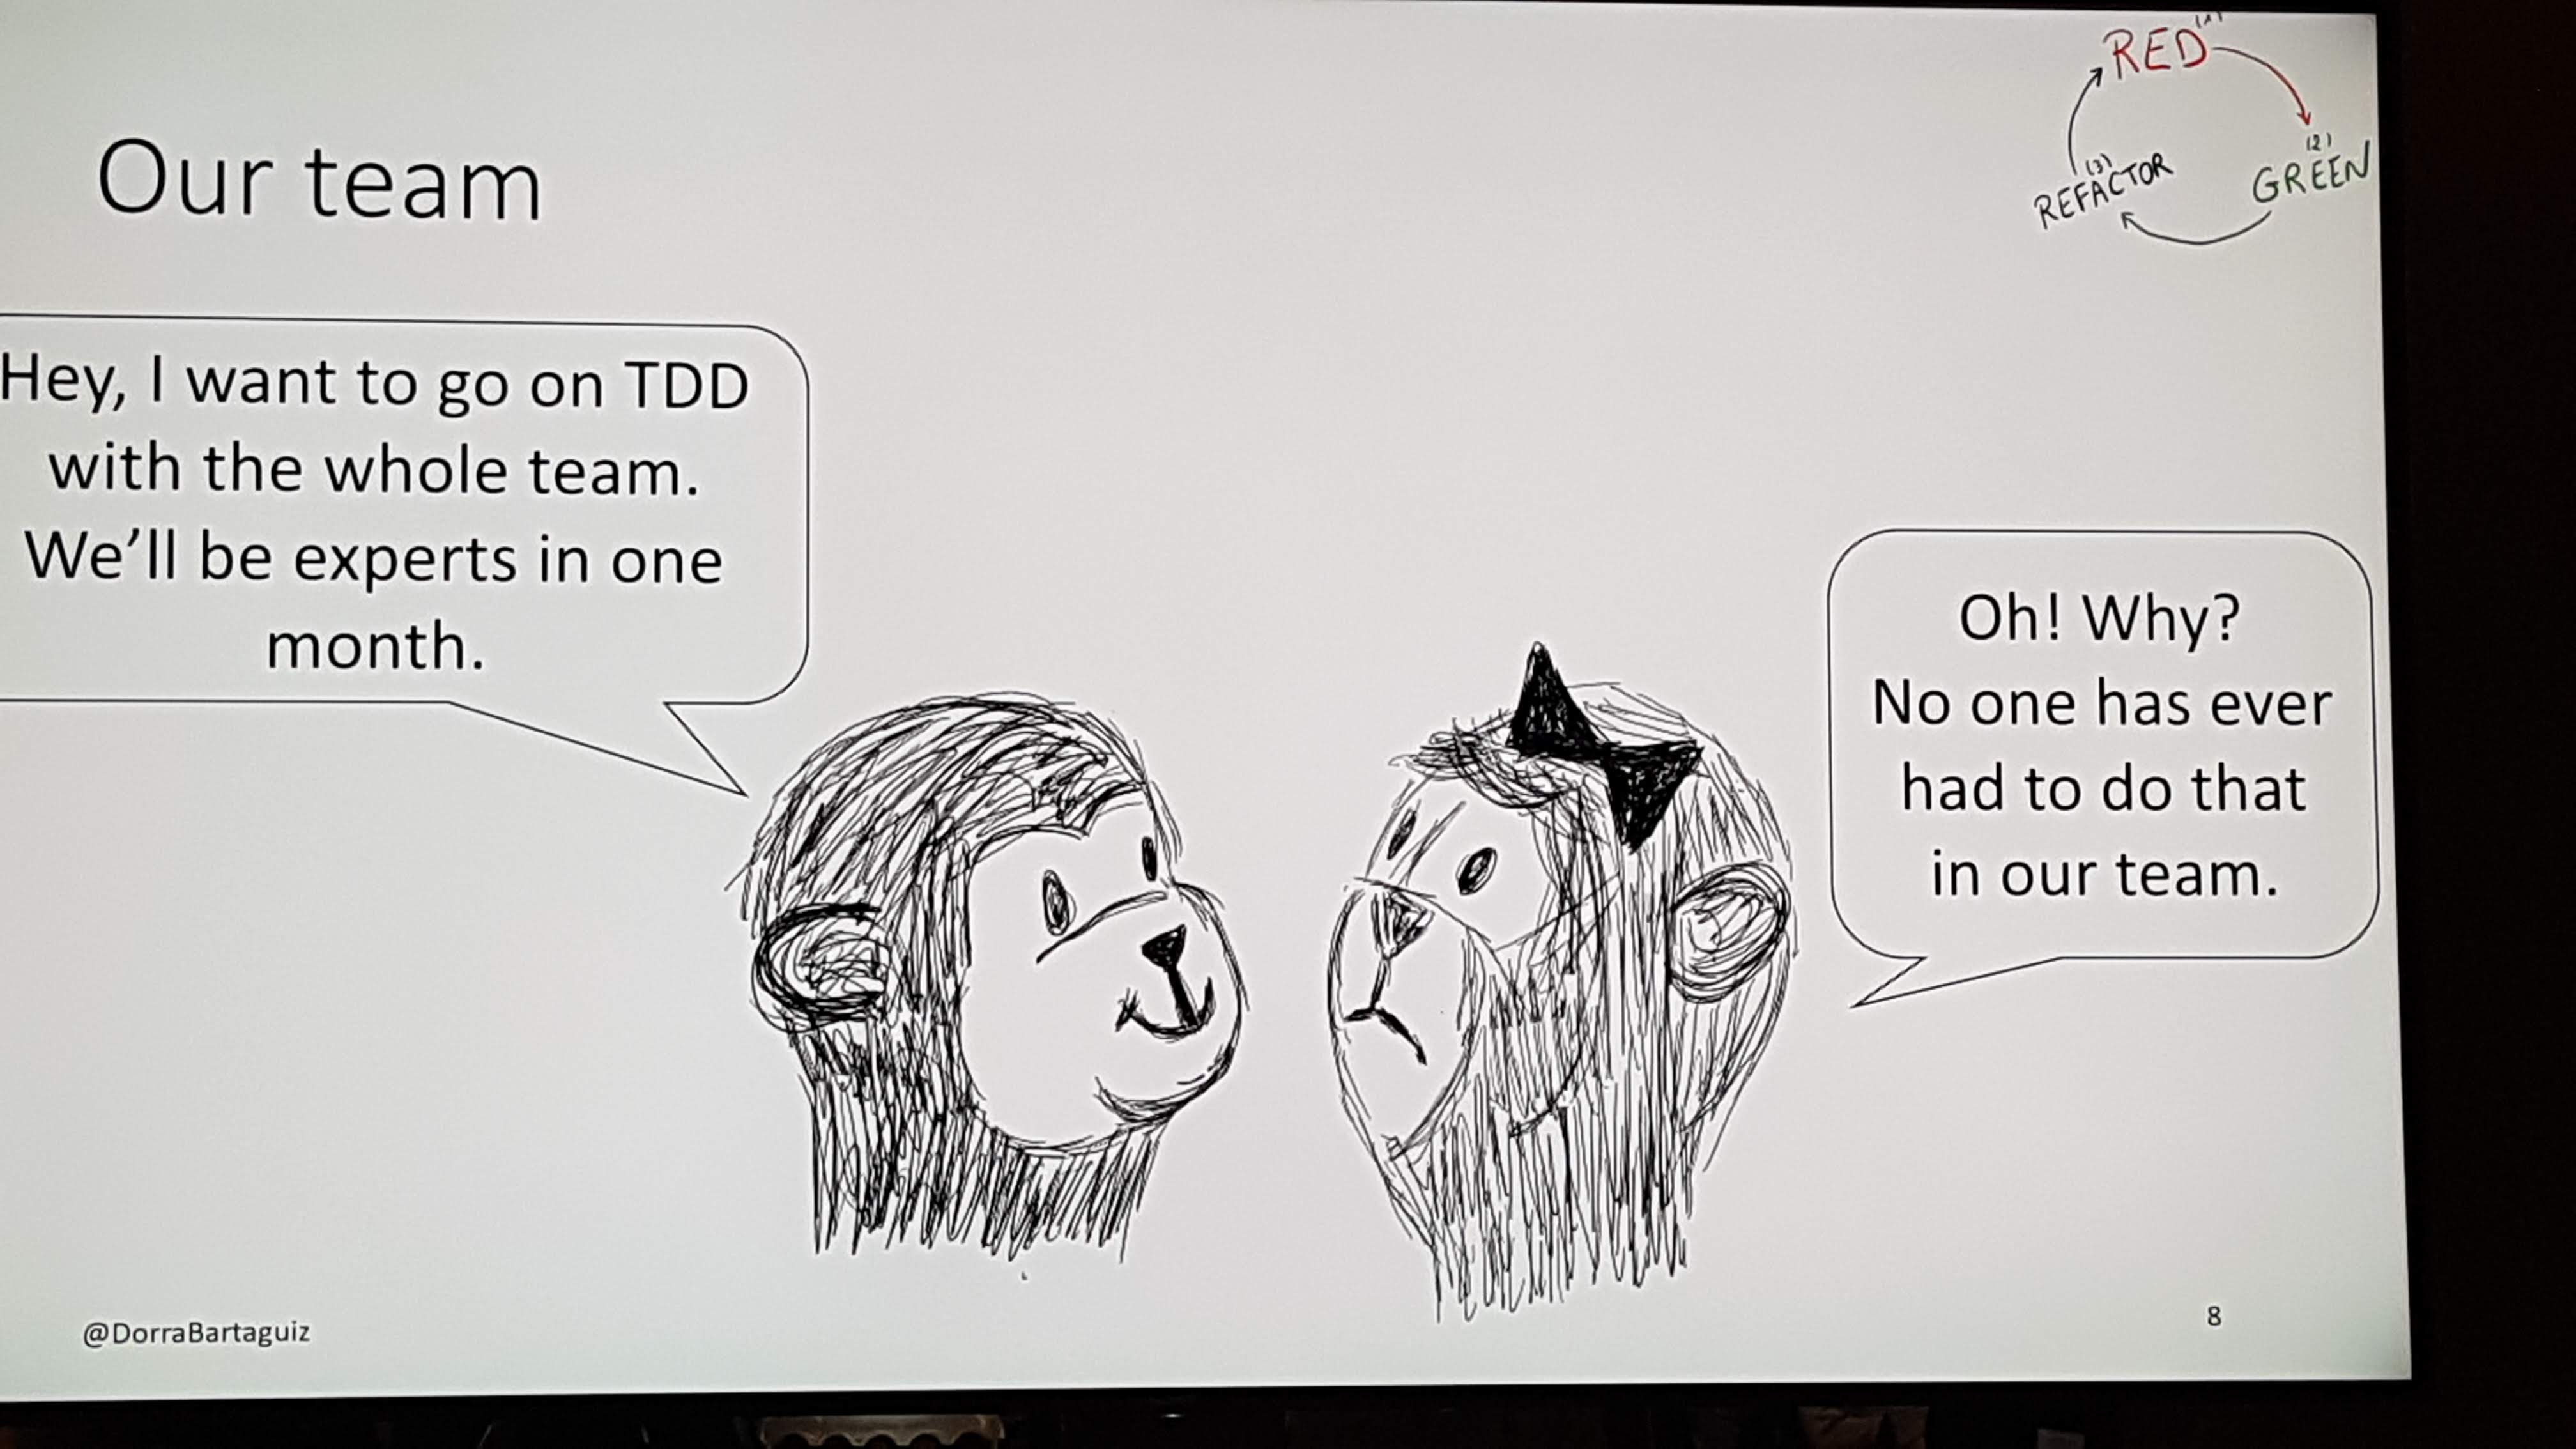 Our team
RED
(2)
GREEN
(3)
REFACTOR
Hey, I want to go on TDD
with the whole team.
We'll be experts in one
month.
Oh! Why?
No one has ever
had to do that
in our team.
@DorraBartaguiz
8